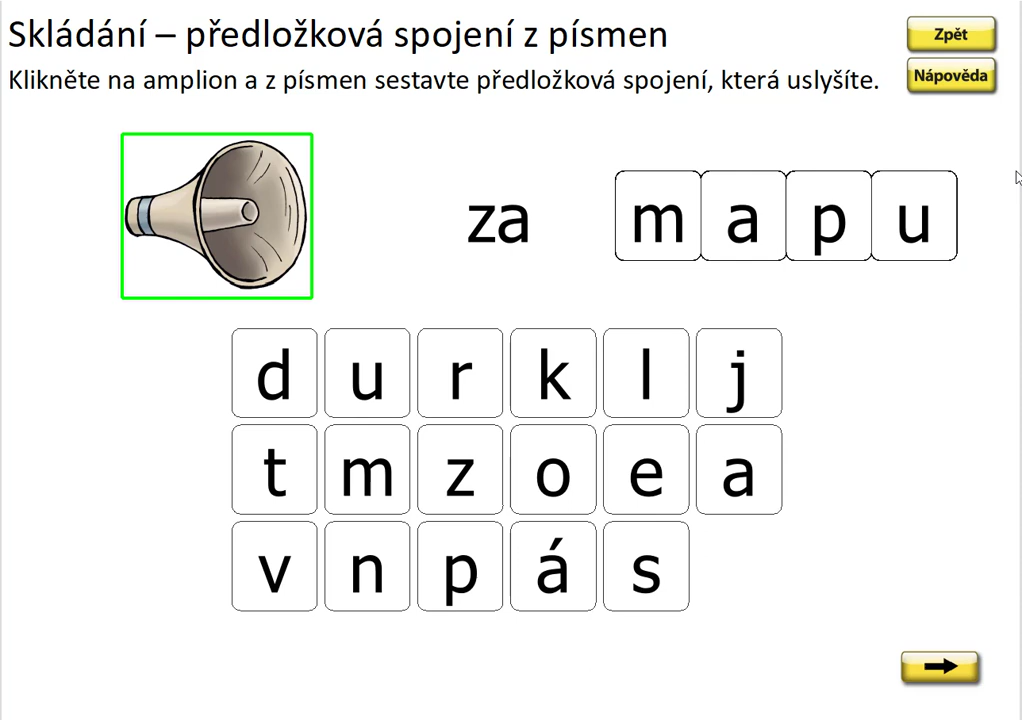 Skládání – předložková spojení z písmen
Zpět
Klikněte na amplion a z písmen sestavte předložková spojení, která uslyšíte.
Nápověda
za m a p u
d u r k l j
t m z o e a
v n p á s